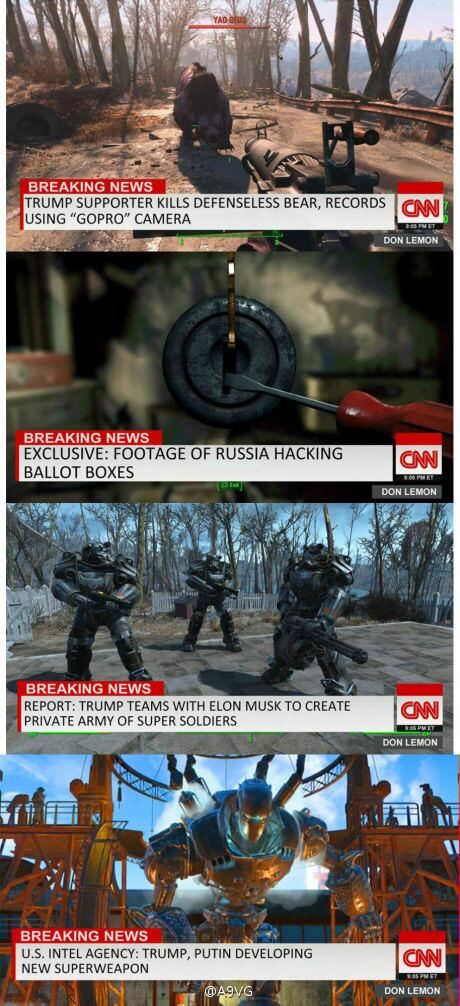 YAO GUAI
BREAKING NEWS
TRUMP SUPPORTER KILLS DEFENSELESS BEAR, RECORDS
USING "GOPRO" CAMERA
CNN
9:05 PM ET
DON LEMON
BREAKING NEWS
EXCLUSIVE: FOOTAGE OF RUSSIA HACKING
BALLOT BOXES
CNN
9:05 PM ET
DON LEMON
Exit
BREAKING NEWS
REPORT: TRUMP TEAMS WITH ELON MUSK TO CREATE
PRIVATE ARMY OF SUPER SOLDIERS
CNN
9:05 PM ET
DON LEMON
BREAKING NEWS
U.S. INTEL AGENCY: TRUMP, PUTIN DEVELOPING
NEW SUPERWEAPON
CNN
9:05 PM ET
DON LEMON
@A9VG